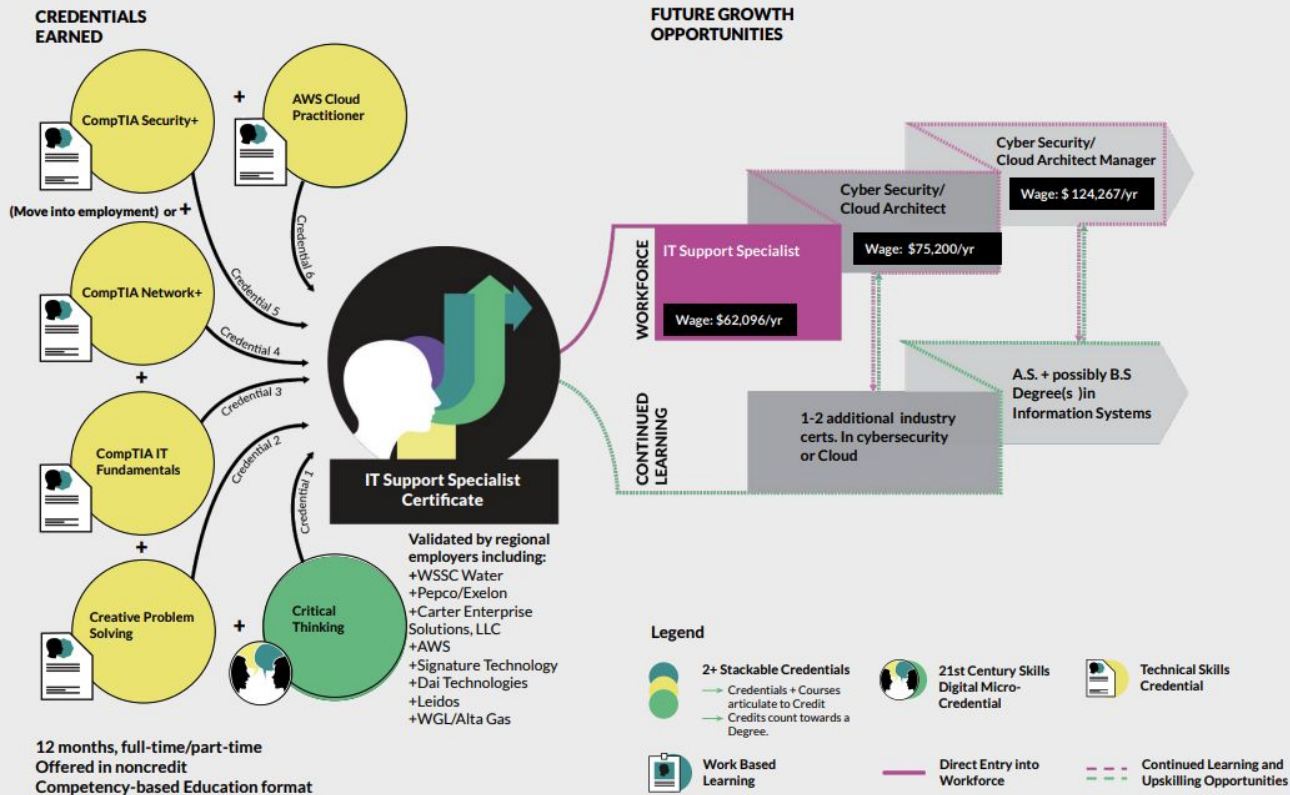 CREDENTIALS
EARNED
CompTIA Security+
+
AWS Cloud
Practitioner
(Move into employment) or +
CompTIA Network+
+
CompTIA IT
Fundamentals
+
Creative Problem
Solving
+
Critical
Thinking
Credential 6
Credential 5
Credential 4
Credential 3
Credential 2
Credential 1
IT Support Specialist
Certificate
Validated by regional
employers including:
+WSSC Water
+Pepco/Exelon
+Carter Enterprise
Solutions, LLC
+AWS
+Signature Technology
+Dai Technologies
+Leidos
+WGL/Alta Gas
12 months, full-time/part-time
Offered in noncredit
Competency-based Education format
FUTURE GROWTH
OPPORTUNITIES
WORKFORCE
IT Support Specialist
Wage: $62,096/yr
Cyber Security/
Cloud Architect
Wage: $75,200/yr
Cyber Security/
Cloud Architect Manager
Wage: $ 124,267/yr
CONTINUED
LEARNING
1-2 additional industry
certs. In cybersecurity
or Cloud
A.S. + possibly B.S
Degree(s )in
Information Systems
Legend
2+ Stackable Credentials
Credentials + Courses
articulate to Credit
Credits count towards a
Degree.
21st Century Skills
Digital Micro-
Credential
Technical Skills
Credential
Work Based
Learning
Direct Entry into
Workforce
Continued Learning and
Upskilling Opportunities